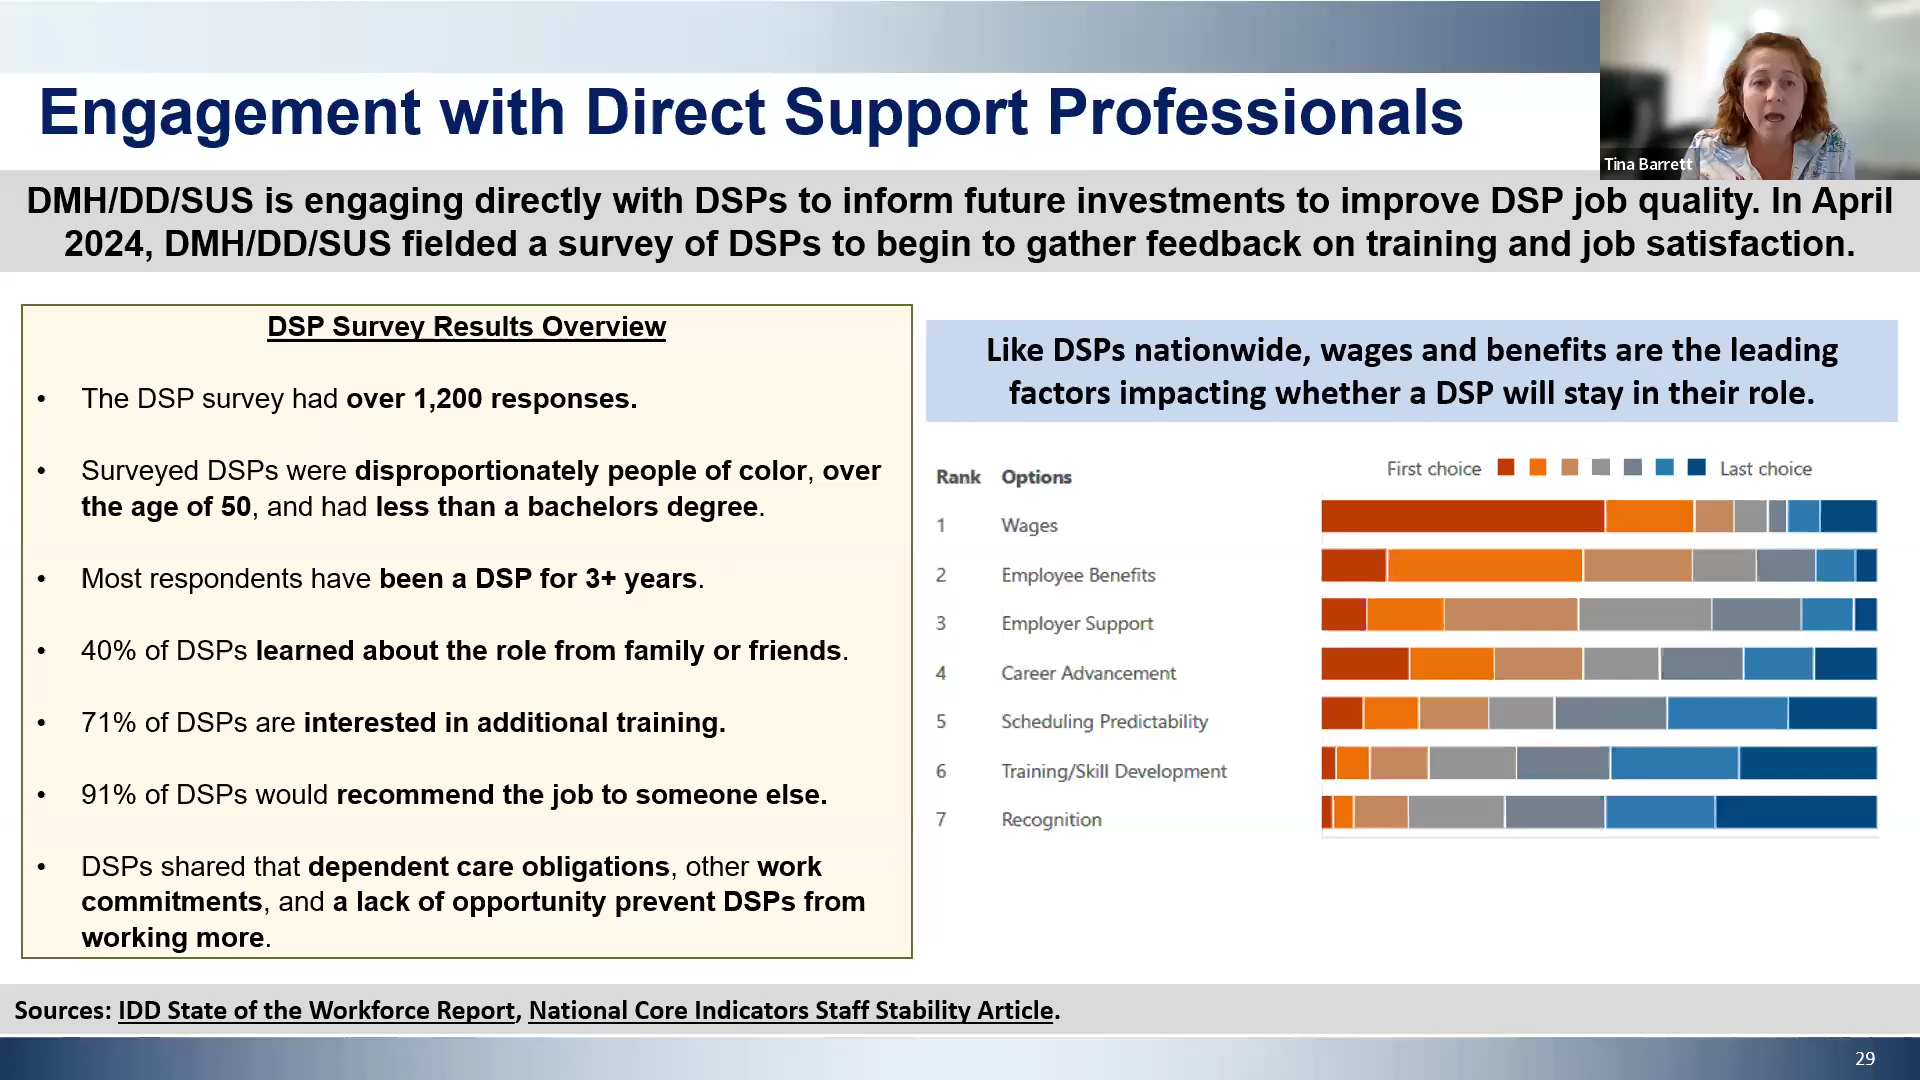 Engagement with Direct Support Professionals
Tina Barrett
DMH/DD/SUS is engaging directly with DSPs to inform future investments to improve DSP job quality. In April
2024, DMH/DD/SUS fielded a survey of DSPs to begin to gather feedback on training and job satisfaction.
DSP Survey Results Overview
• The DSP survey had over 1,200 responses.
• Surveyed DSPs were disproportionately people of color, over
the age of 50, and had less than a bachelors degree.
• Most respondents have been a DSP for 3+ years.
• 40% of DSPs learned about the role from family or friends.
• 71% of DSPs are interested in additional training.
• 91% of DSPs would recommend the job to someone else.
• DSPs shared that dependent care obligations, other work
commitments, and a lack of opportunity prevent DSPs from
working more.
Like DSPs nationwide, wages and benefits are the leading
factors impacting whether a DSP will stay in their role.
Rank Options First choice Last choice
1 Wages
2 Employee Benefits
3 Employer Support
4 Career Advancement
5 Scheduling Predictability
6 Training/Skill Development
7 Recognition
Sources: IDD State of the Workforce Report, National Core Indicators Staff Stability Article.
29